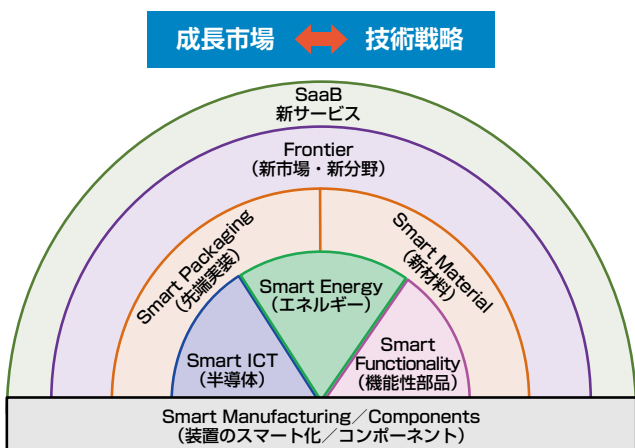 成長市場 技術戦略
SaaB
新サービス
Frontier
（新市場・新分野）
Smart Packaging
（先端実装）
Smart Material
（新材料）
Smart Energy
（エネルギー）
Smart ICT
（半導体）
Smart
Functionality
（機能性部品）
Smart Manufacturing／Components
（装置のスマート化／コンポーネント）